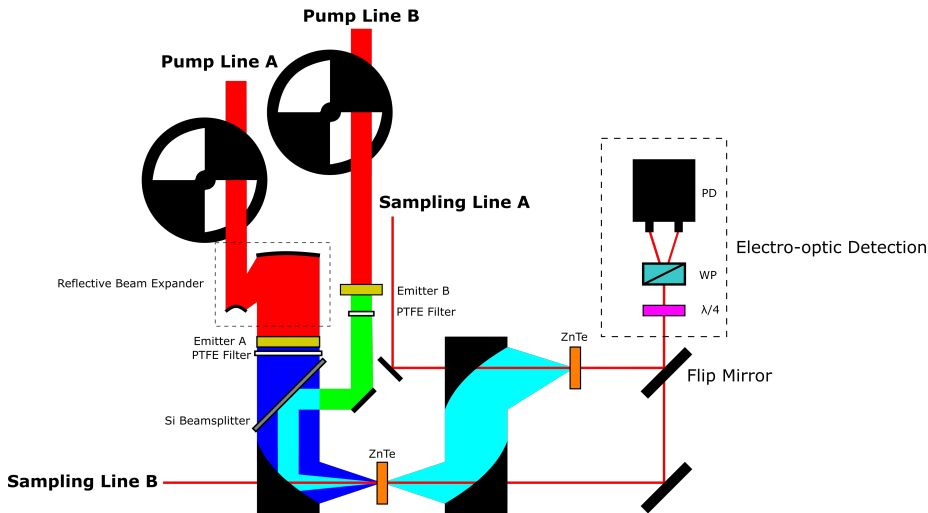 Pump Line B
Pump Line A
Sampling Line A
PD
Electro-optic Detection
WP
Reflective Beam Expander
Emitter B
λ/4
PTFE Filter
Emitter A
ZnTe
PTFE Filter
Flip Mirror
Si Beamsplitter
ZnTe
Sampling Line B